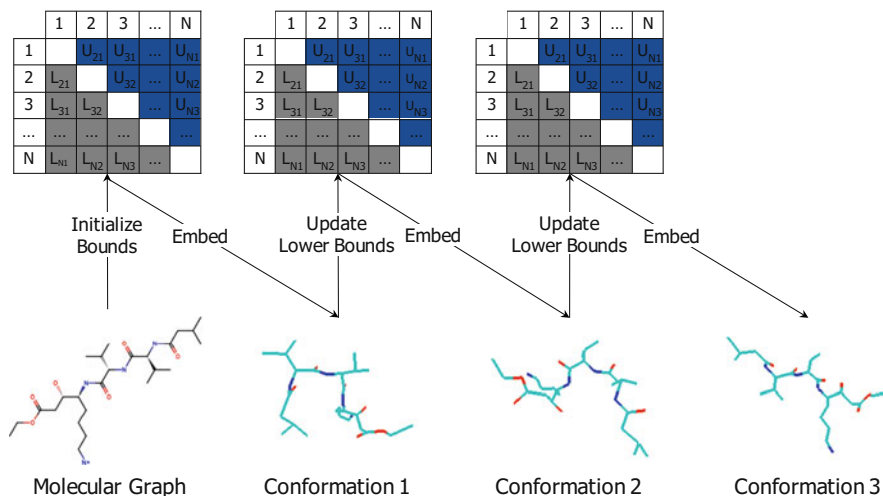 1 2 3 ... N
1 U21 U31 ... UN1
2 L21 U32 ... UN2
3 L31 L32 ... UN3
... ... ... ... ...
N LN1 LN2 LN3 ...
1 2 3 ... N
1 U21 U31 ... UN1
2 L21 U32 ... UN2
3 L31 L32 ... UN3
... ... ... ... ...
N LN1 LN2 LN3 ...
1 2 3 ... N
1 U21 U31 ... UN1
2 L21 U32 ... UN2
3 L31 L32 ... UN3
... ... ... ... ...
N LN1 LN2 LN3 ...
Initialize
Bounds
Embed
Update
Lower Bounds
Embed
Update
Lower Bounds
Embed
Molecular Graph
Conformation 1
Conformation 2
Conformation 3